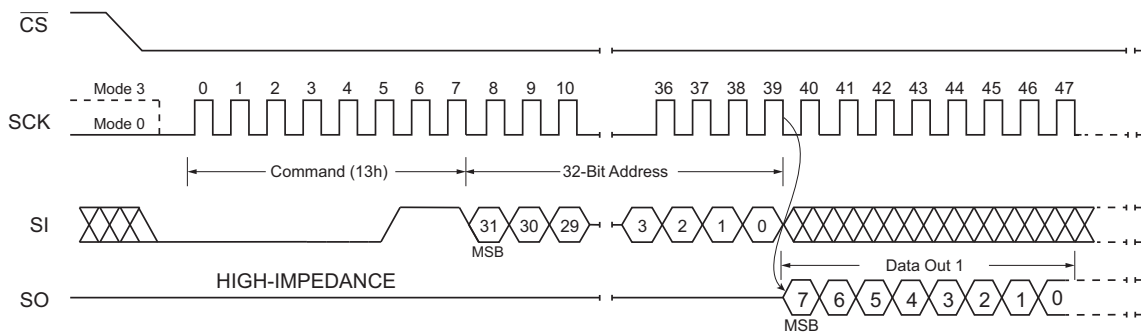 CS
Mode 3
0 1 2 3 4 5 6 7 8 9 10 36 37 38 39 40 41 42 43 44 45 46 47
SCK
Mode 0
Command (13h) 32-Bit Address
SI 31 30 29 3 2 1 0
MSB
HIGH-IMPEDANCE Data Out 1
SO 7 6 5 4 3 2 1 0
MSB